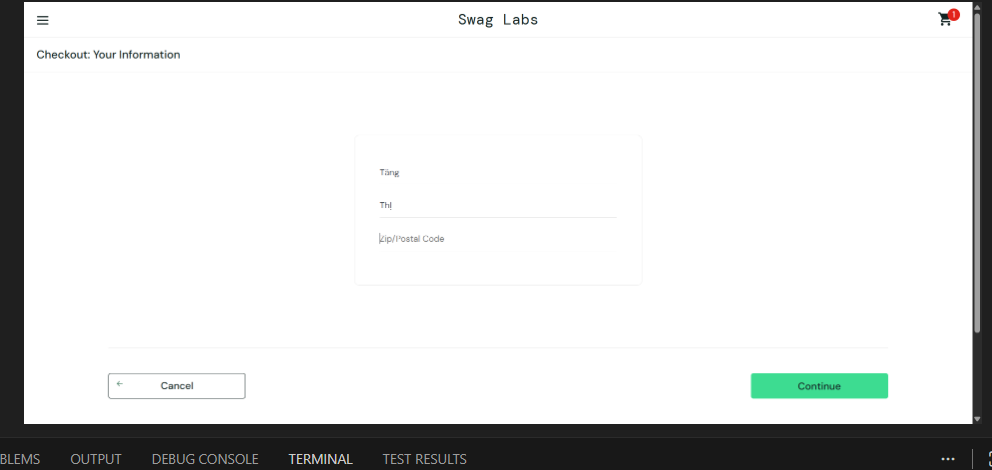 Swag Labs
1
Checkout: Your Information
Tăng
Thị
Zip/Postal Code
Cancel
Continue
BLEMS OUTPUT DEBUG CONSOLE TERMINAL TEST RESULTS